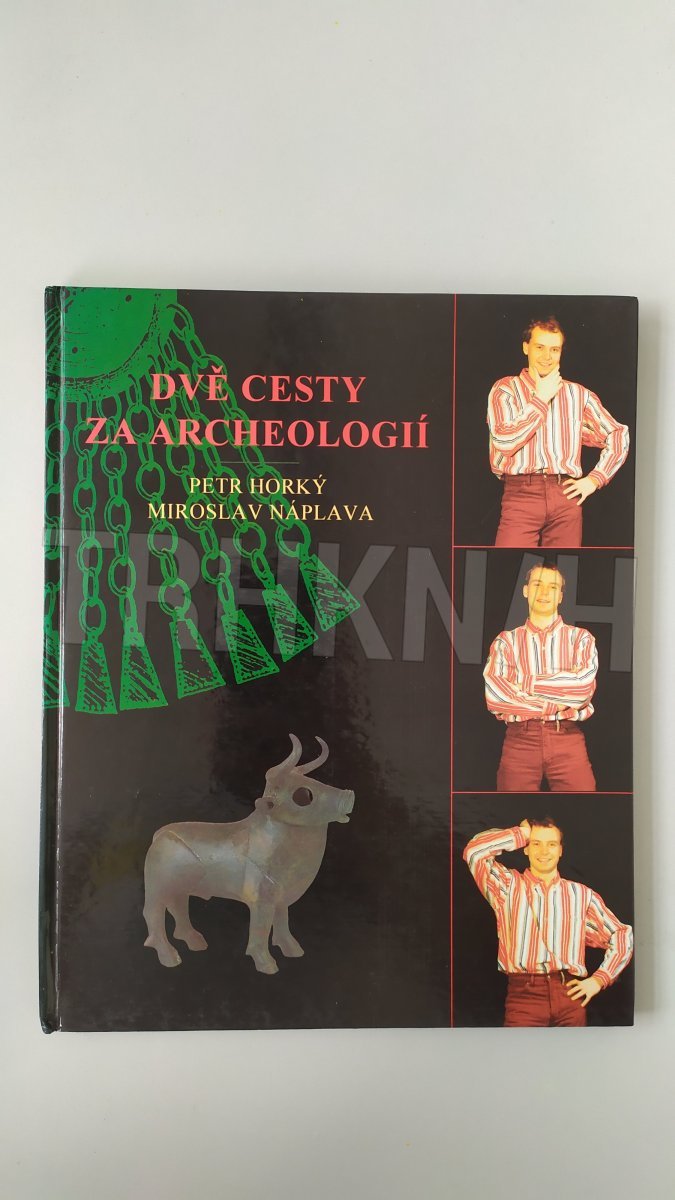 DVĚ CESTY
ZA ARCHEOLOGIÍ
PETR HORKÝ
MIROSLAV NÁPLAVA